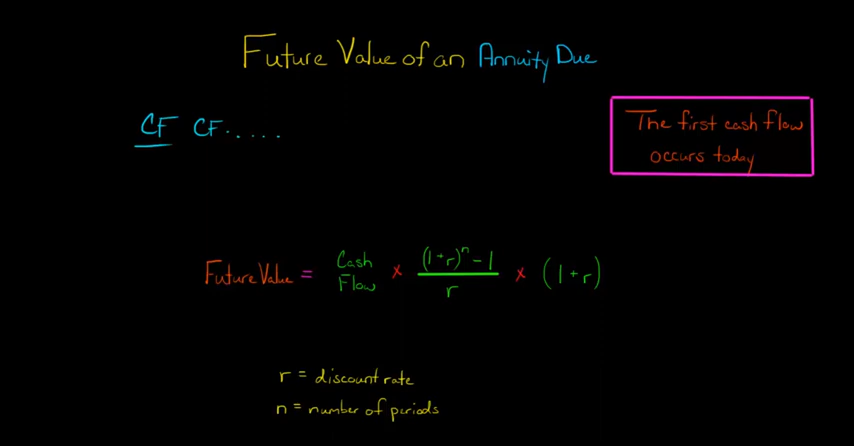 Future Value of an Annuity Due
CF CF.....
The first cash flow
occurs today
Future Value = Cash Flow × (1+r)^n - 1 / r × (1+r)
r = discount rate
n = number of periods